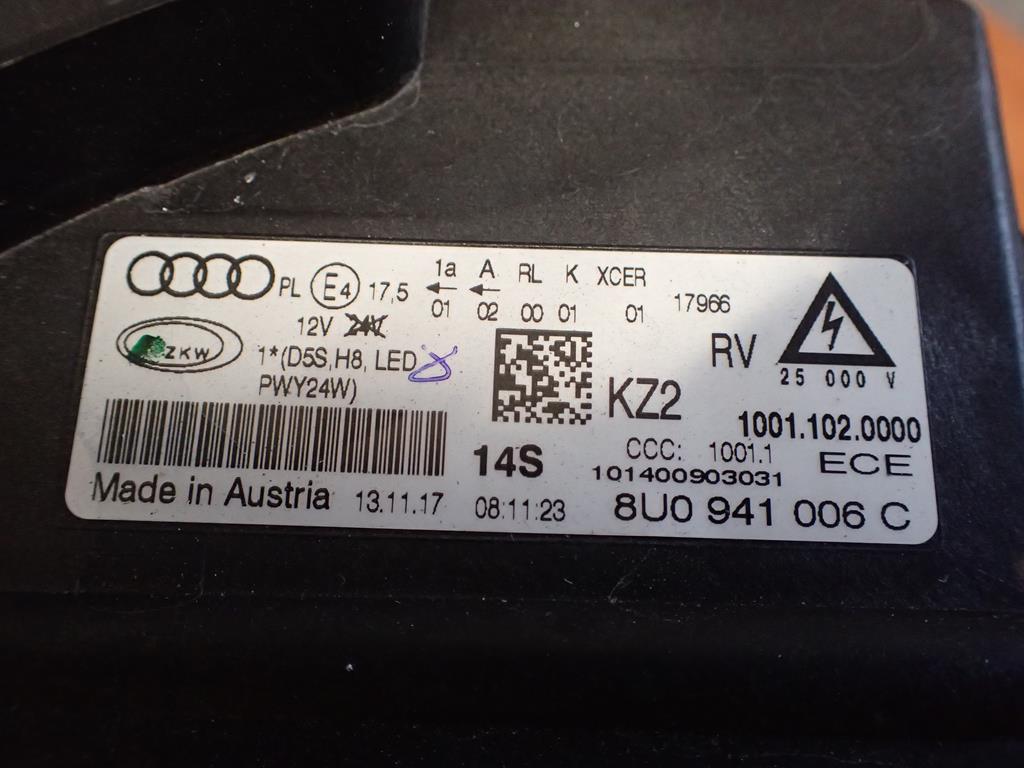 1a A RL K XCER
PL E4 17,5 01 02 00 01 01 17966
12V 24V
ZKW 1*(D5S,H8, LED
PWY24W)
RV
25 000 V
KZ2
1001.102.0000
14S
CCC: 1001.1
ECE
101400903031
Made in Austria 13.11.17 08:11:23 8U0 941 006 C